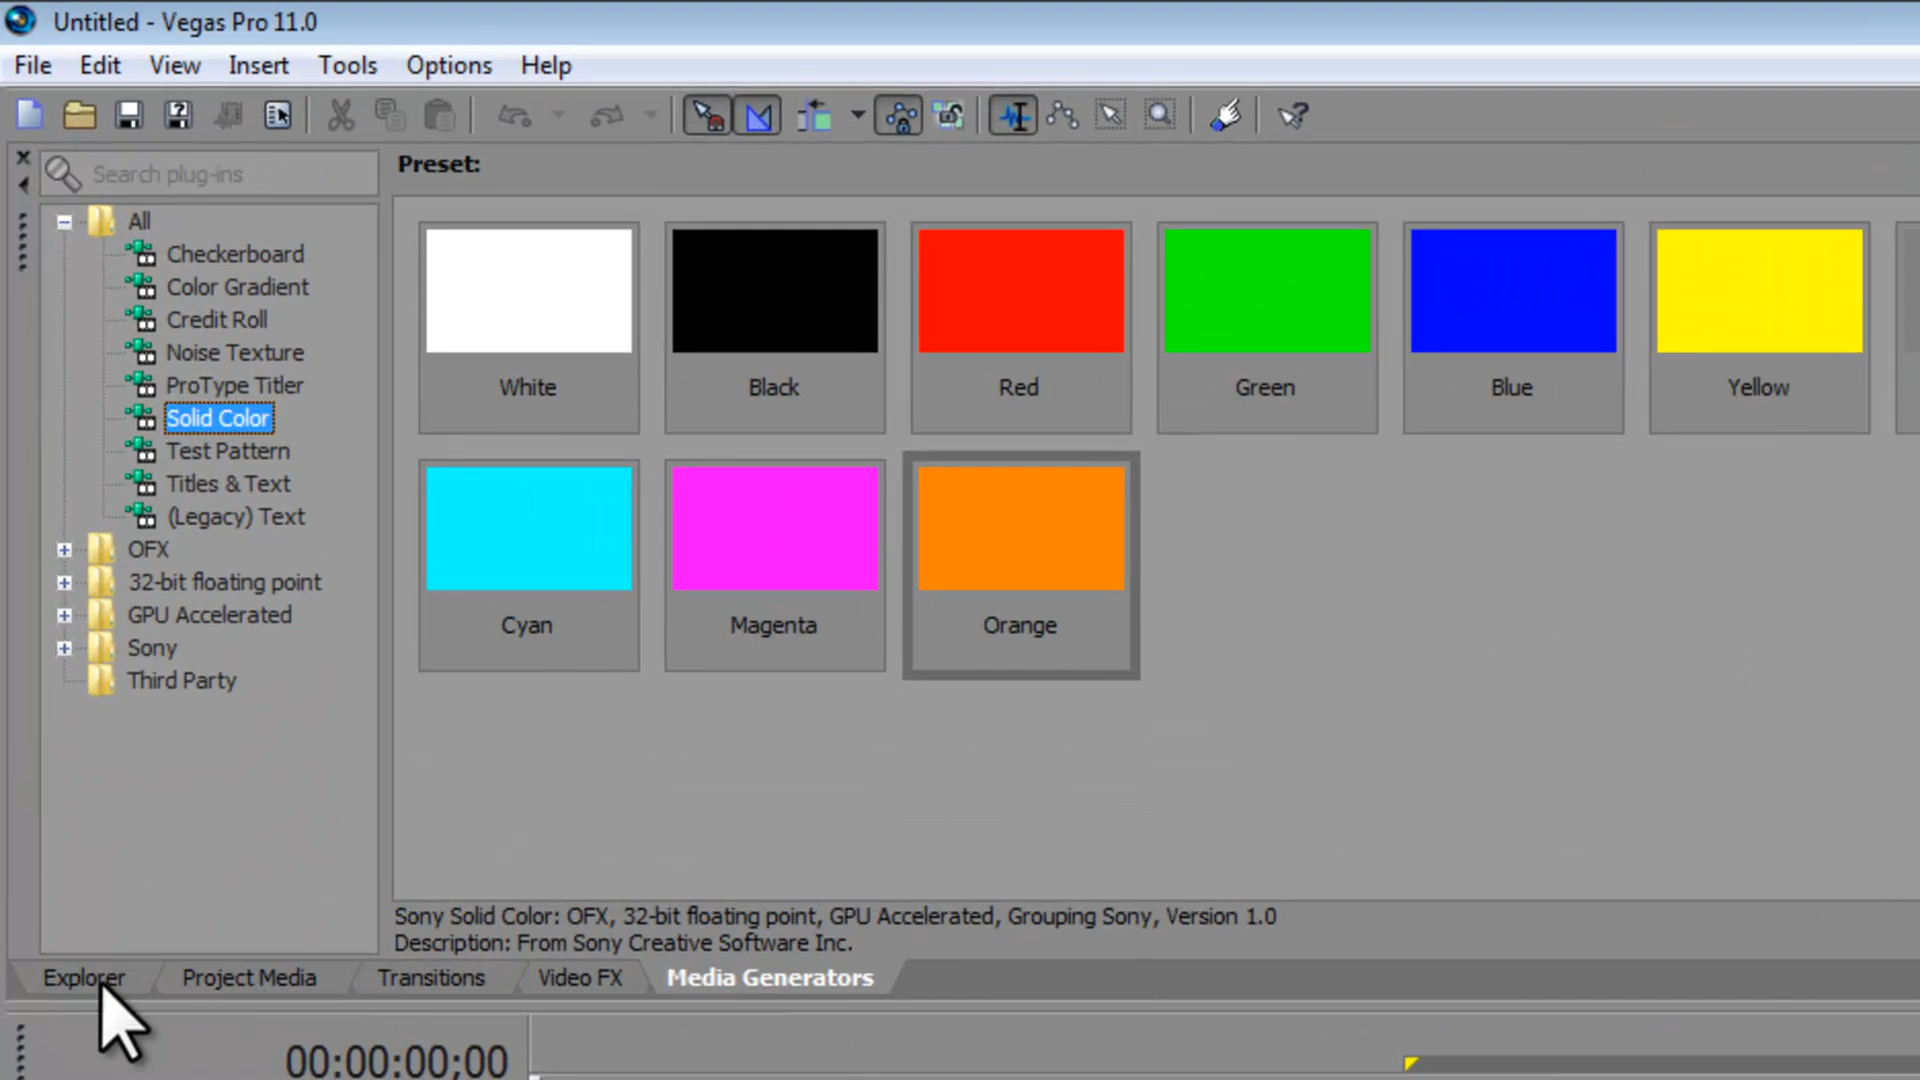 Untitled - Vegas Pro 11.0
File Edit View Insert Tools Options Help
Search plug-ins
Preset:
All
Checkerboard
Color Gradient
Credit Roll
Noise Texture
ProType Titler
Solid Color
Test Pattern
Titles & Text
(Legacy) Text
OFX
32-bit floating point
GPU Accelerated
Sony
Third Party
White Black Red Green Blue Yellow
Cyan Magenta Orange
Sony Solid Color: OFX, 32-bit floating point, GPU Accelerated, Grouping Sony, Version 1.0
Description: From Sony Creative Software Inc.
Explorer Project Media Transitions Video FX Media Generators
00:00:00;00